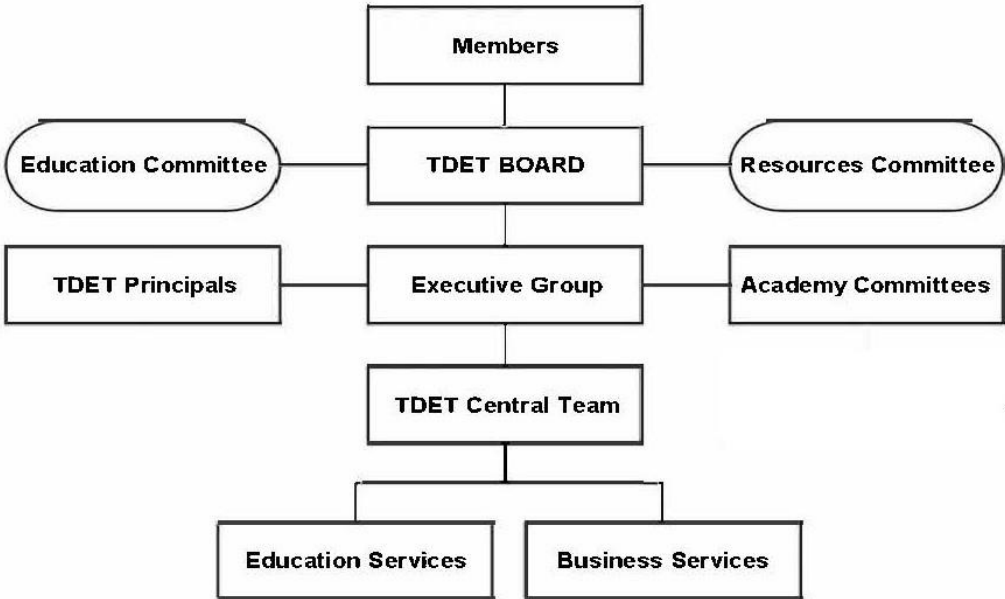 Members
Education Committee
TDET BOARD
Resources Committee
TDET Principals
Executive Group
Academy Committees
TDET Central Team
Education Services
Business Services